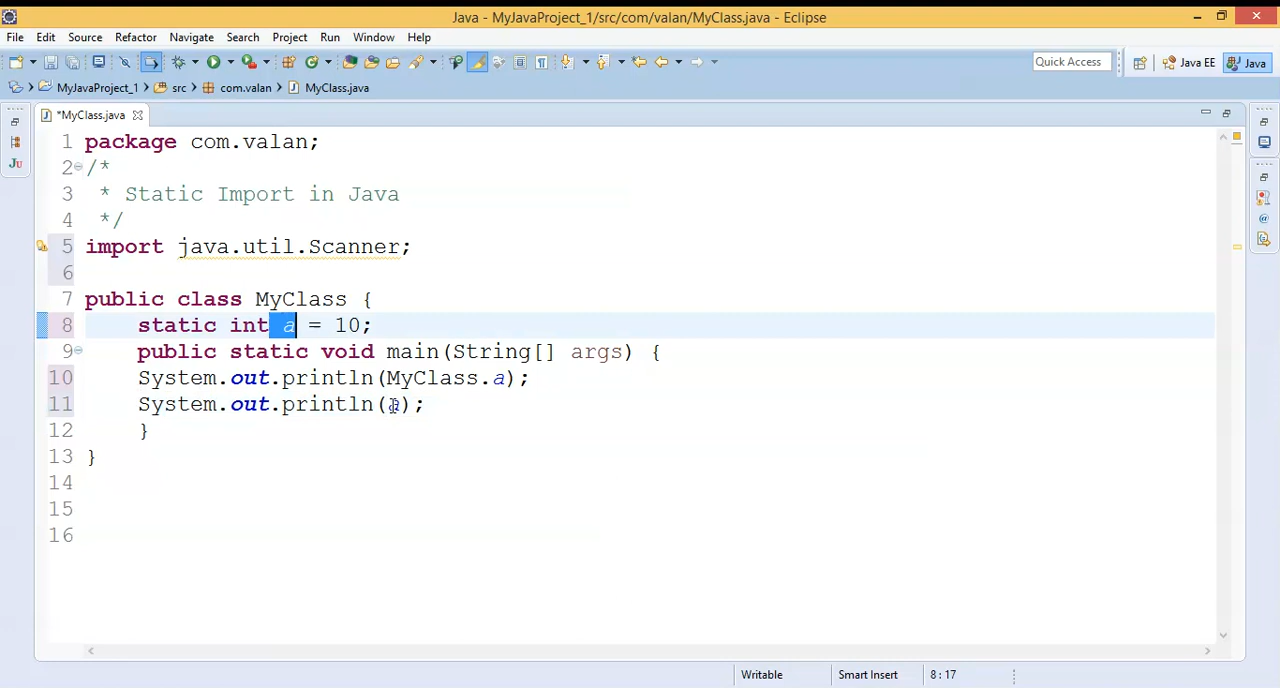 Java - MyJavaProject_1/src/com/valan/MyClass.java - Eclipse
File Edit Source Refactor Navigate Search Project Run Window Help
Quick Access Java EE Java
MyJavaProject_1 src com.valan MyClass.java
*MyClass.java
1 package com.valan;
2 /*
3 * Static Import in Java
4 */
5 import java.util.Scanner;
6
7 public class MyClass {
8 static int a = 10;
9 public static void main(String[] args) {
10 System.out.println(MyClass.a);
11 System.out.println(a);
12 }
13 }
14
15
16
Writable Smart Insert 8 : 17